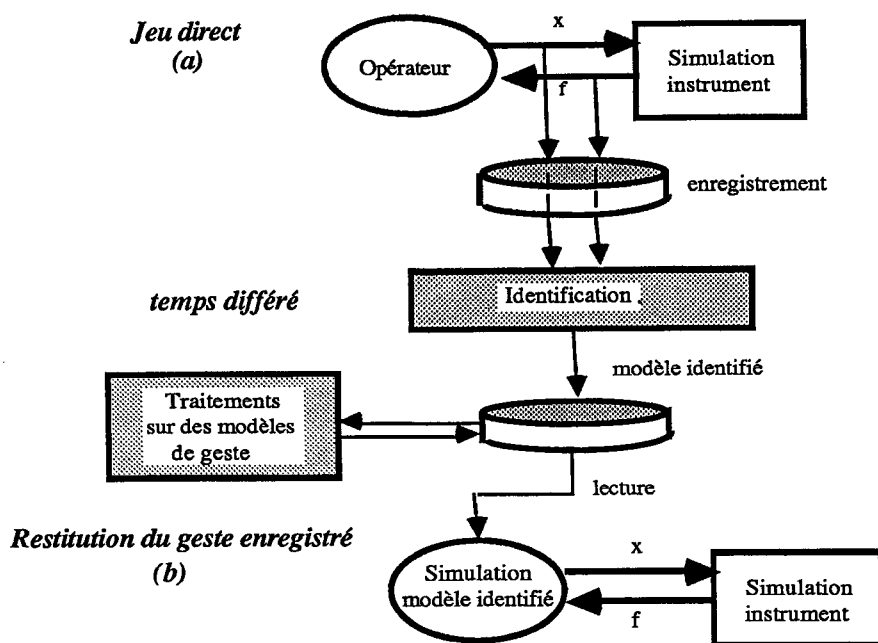 Jeu direct
(a)
x
Opérateur
f
Simulation
instrument
enregistrement
temps différé
Identification
modèle identifié
Traitements
sur des modèles
de geste
lecture
Restitution du geste enregistré
(b)
Simulation
modèle identifié
x
f
Simulation
instrument